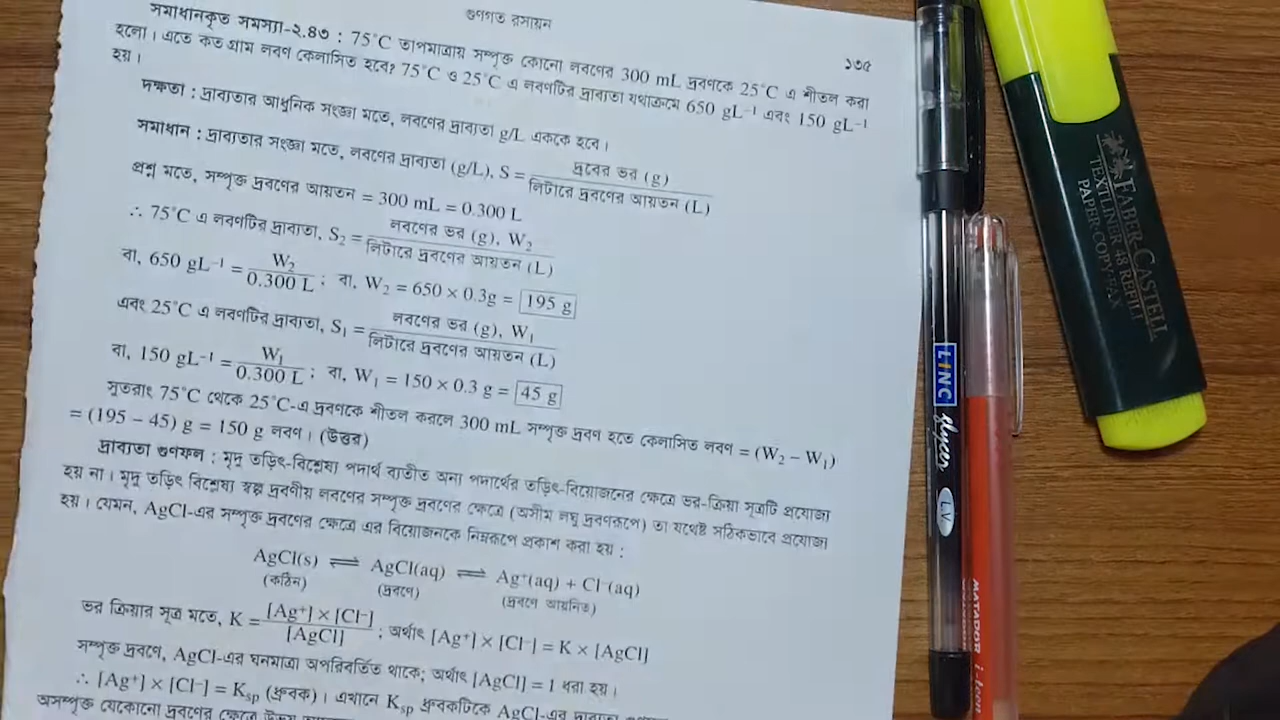 গুণগত রসায়ন
১৩৫
সমাধানকৃত সমস্যা-২.৪৩ : 75°C তাপমাত্রায় সম্পৃক্ত কোনো লবণের 300 mL দ্রবণকে 25°C এ শীতল করা
হলো। এতে কত গ্রাম লবণ কেলাসিত হবে? 75°C ও 25°C এ লবণটির দ্রাব্যতা যথাক্রমে 650 gL⁻¹ এবং 150 gL⁻¹
হয়।
দক্ষতা : দ্রাব্যতার আধুনিক সংজ্ঞা মতে, লবণের দ্রাব্যতা g/L এককে হবে।
সমাধান : দ্রাব্যতার সংজ্ঞা মতে, লবণের দ্রাব্যতা (g/L), S = দ্রবের ভর (g) / লিটারে দ্রবণের আয়তন (L)
প্রশ্ন মতে, সম্পৃক্ত দ্রবণের আয়তন = 300 mL = 0.300 L
∴ 75°C এ লবণটির দ্রাব্যতা, S₂ = লবণের ভর (g), W₂ / লিটারে দ্রবণের আয়তন (L)
বা, 650 gL⁻¹ = W₂ / 0.300 L ; বা, W₂ = 650 × 0.3g = 195 g
এবং 25°C এ লবণটির দ্রাব্যতা, S₁ = লবণের ভর (g), W₁ / লিটারে দ্রবণের আয়তন (L)
বা, 150 gL⁻¹ = W₁ / 0.300 L ; বা, W₁ = 150 × 0.3 g = 45 g
সুতরাং 75°C থেকে 25°C-এ দ্রবণকে শীতল করলে 300 mL সম্পৃক্ত দ্রবণ হতে কেলাসিত লবণ = (W₂ – W₁)
= (195 – 45) g = 150 g লবণ। (উত্তর)
দ্রাব্যতা গুণফল : মৃদু তড়িৎ-বিশ্লেষ্য পদার্থ ব্যতীত অন্য পদার্থের তড়িৎ-বিয়োজনের ক্ষেত্রে ভর-ক্রিয়া সূত্রটি প্রযোজ্য
হয় না। মৃদু তড়িৎ বিশ্লেষ্য স্বল্প দ্রবণীয় লবণের সম্পৃক্ত দ্রবণের ক্ষেত্রে (অসীম লঘু দ্রবণরূপে) তা যথেষ্ট সঠিকভাবে প্রযোজ্য
হয়। যেমন, AgCl-এর সম্পৃক্ত দ্রবণের ক্ষেত্রে এর বিয়োজনকে নিম্নরূপে প্রকাশ করা হয় :
AgCl(s) ⇌ AgCl(aq) ⇌ Ag⁺(aq) + Cl⁻(aq)
(কঠিন) (দ্রবণে) (দ্রবণে আয়নিত)
ভর ক্রিয়ার সূত্র মতে, K = [Ag⁺] × [Cl⁻] / [AgCl] ; অর্থাৎ [Ag⁺] × [Cl⁻] = K × [AgCl]
সম্পৃক্ত দ্রবণে, AgCl-এর ঘনমাত্রা অপরিবর্তিত থাকে; অর্থাৎ [AgCl] = 1 ধরা হয়।
∴ [Ag⁺] × [Cl⁻] = Ksp (ধ্রুবক)। এখানে Ksp ধ্রুবকটিকে AgCl-এর দ্রাব্যতা
অসম্পৃক্ত যেকোনো দ্রবণের ক্ষেত্রে
FABER-CASTELL
TEXTLINER 48 REFILL
PAPER·COPY·FAX
LINC glycer LV
MATADOR i-teen